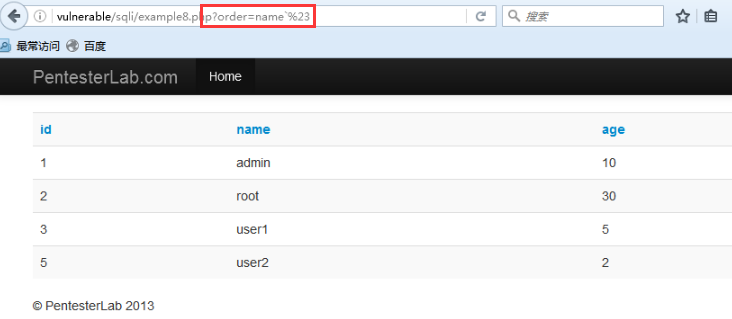 vulnerable/sqli/example8.php?order=name`%23
搜索
最常访问 百度
PentesterLab.com Home
id name age
1 admin 10
2 root 30
3 user1 5
5 user2 2
© PentesterLab 2013